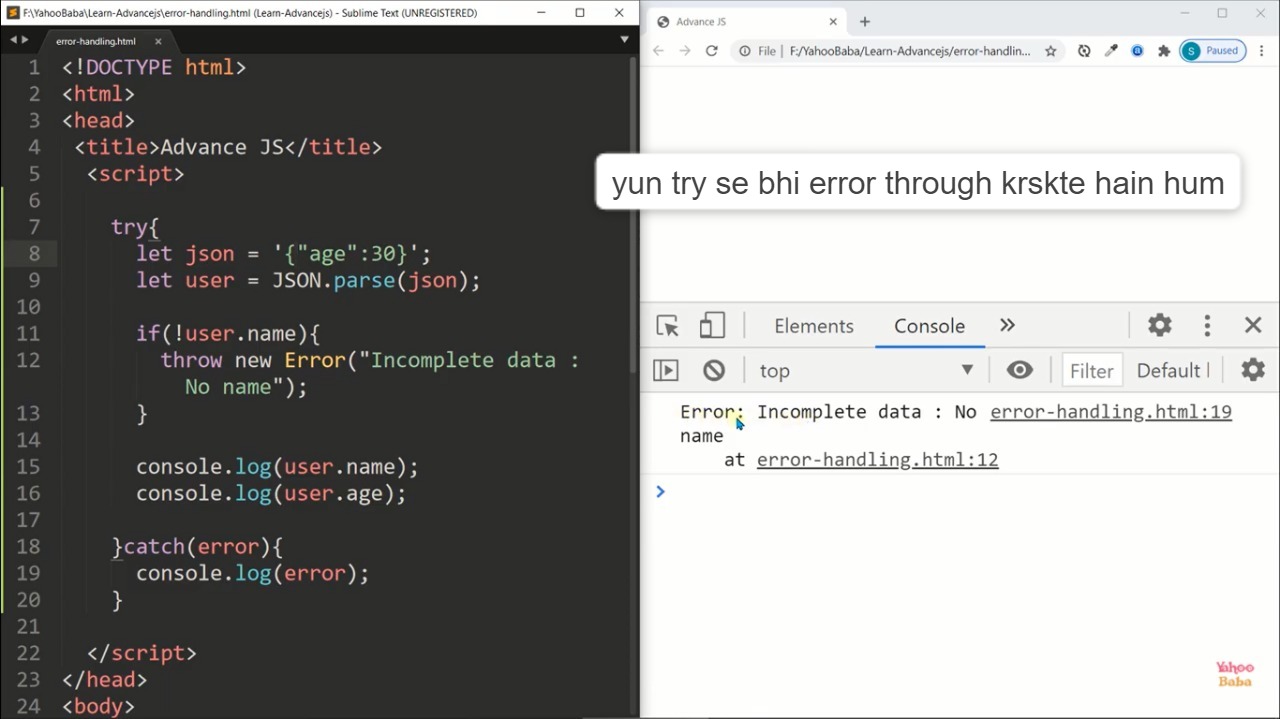 F:\YahooBaba\Learn-Advancejs\error-handling.html (Learn-Advancejs) - Sublime Text (UNREGISTERED)
error-handling.html
1 <!DOCTYPE html>
2 <html>
3 <head>
4 <title>Advance JS</title>
5 <script>
6
7 try{
8 let json = '{"age":30}';
9 let user = JSON.parse(json);
10
11 if(!user.name){
12 throw new Error("Incomplete data :
No name");
13 }
14
15 console.log(user.name);
16 console.log(user.age);
17
18 }catch(error){
19 console.log(error);
20 }
21
22 </script>
23 </head>
24 <body>
Advance JS
File F:/YahooBaba/Learn-Advancejs/error-handlin...
S Paused
yun try se bhi error through krskte hain hum
Elements Console
top Filter Default
Error: Incomplete data : No error-handling.html:19
name
at error-handling.html:12
Yahoo
Baba